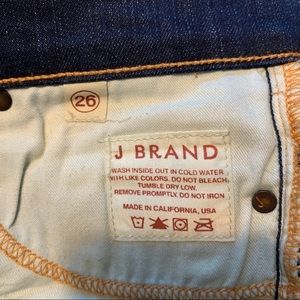 26
J BRAND
WASH INSIDE OUT IN COLD WATER
WITH LIKE COLORS. DO NOT BLEACH.
TUMBLE DRY LOW.
REMOVE PROMPTLY. DO NOT IRON
MADE IN CALIFORNIA, USA